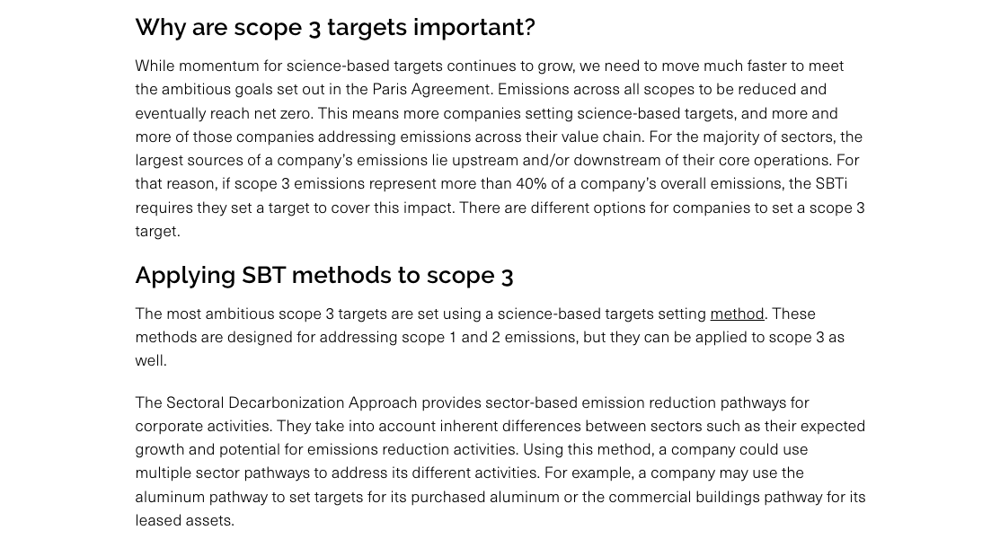 Why are scope 3 targets important?
While momentum for science-based targets continues to grow, we need to move much faster to meet
the ambitious goals set out in the Paris Agreement. Emissions across all scopes to be reduced and
eventually reach net zero. This means more companies setting science-based targets, and more and
more of those companies addressing emissions across their value chain. For the majority of sectors, the
largest sources of a company’s emissions lie upstream and/or downstream of their core operations. For
that reason, if scope 3 emissions represent more than 40% of a company’s overall emissions, the SBTi
requires they set a target to cover this impact. There are different options for companies to set a scope 3
target.
Applying SBT methods to scope 3
The most ambitious scope 3 targets are set using a science-based targets setting method. These
methods are designed for addressing scope 1 and 2 emissions, but they can be applied to scope 3 as
well.
The Sectoral Decarbonization Approach provides sector-based emission reduction pathways for
corporate activities. They take into account inherent differences between sectors such as their expected
growth and potential for emissions reduction activities. Using this method, a company could use
multiple sector pathways to address its different activities. For example, a company may use the
aluminum pathway to set targets for its purchased aluminum or the commercial buildings pathway for its
leased assets.